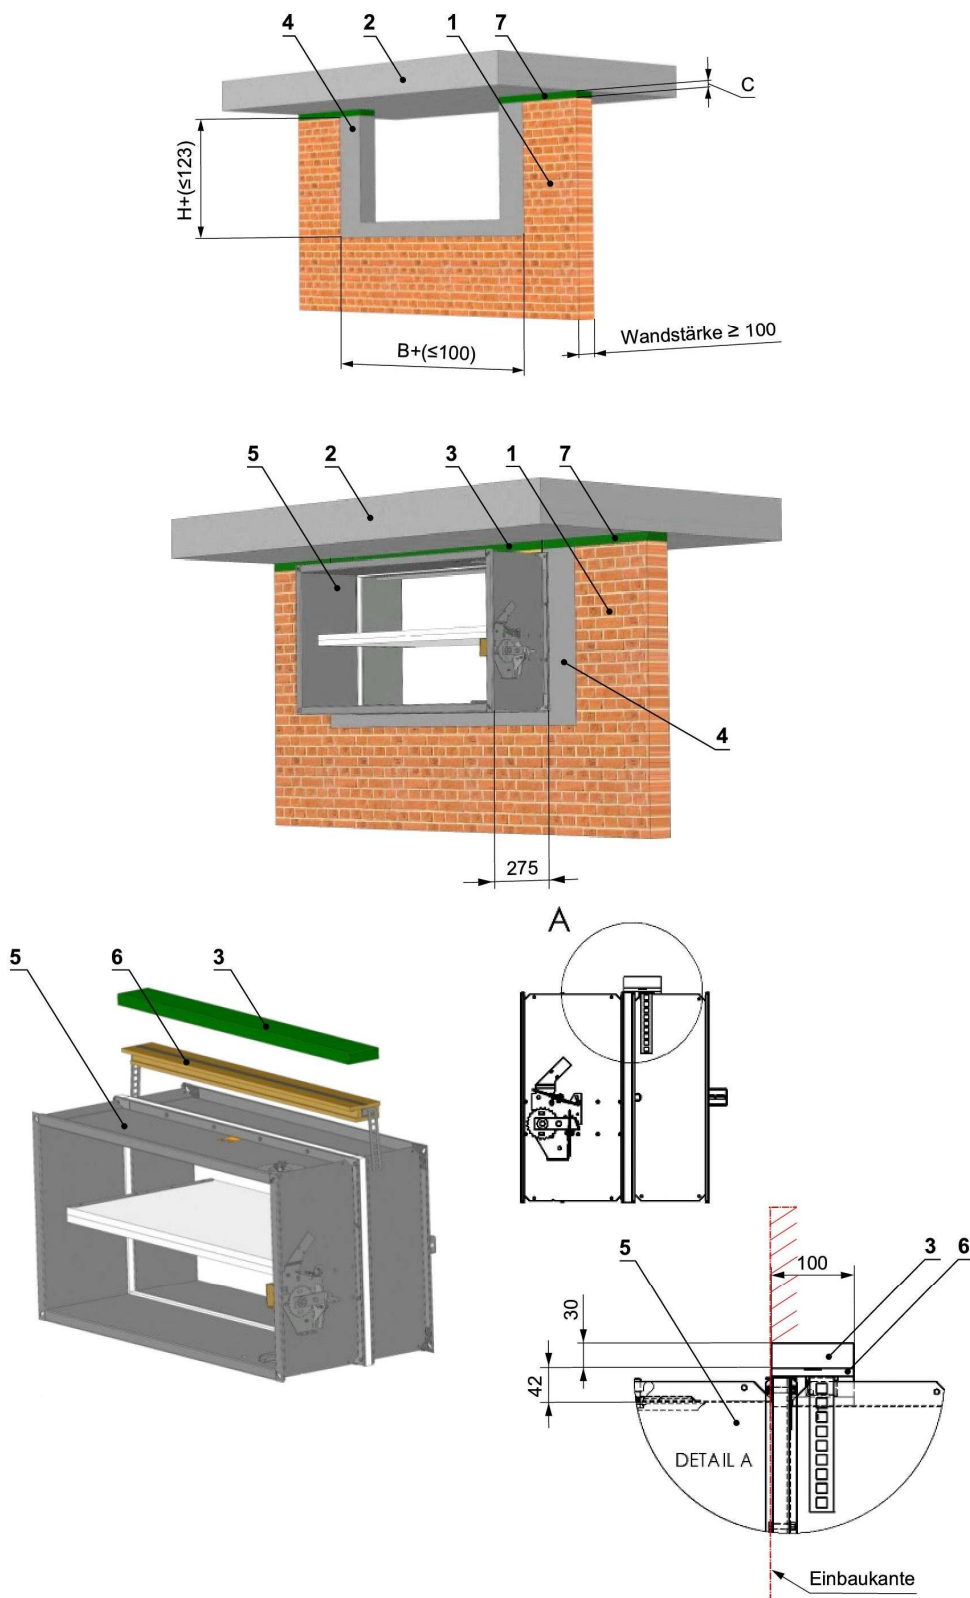 4 2 1 7
C
H+(≤123)
B+(≤100)
Wandstärke ≥ 100
5 2 3 1 7
4
275
A
5 6 3
5 3 6
100
30
42
DETAIL A
Einbaukante